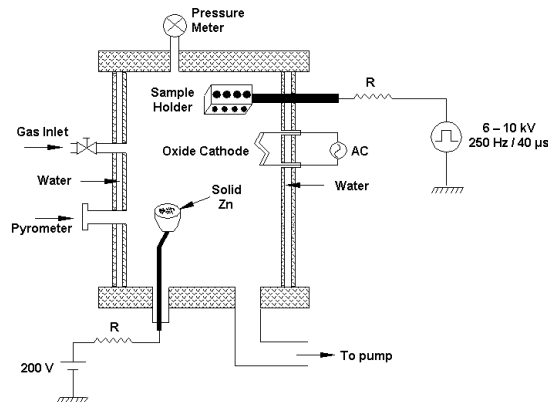 Pressure
Meter
Sample
Holder
R
Gas Inlet
Oxide Cathode
AC
6 – 10 kV
250 Hz / 40 µs
Water
Solid
Zn
Water
Pyrometer
R
200 V
To pump